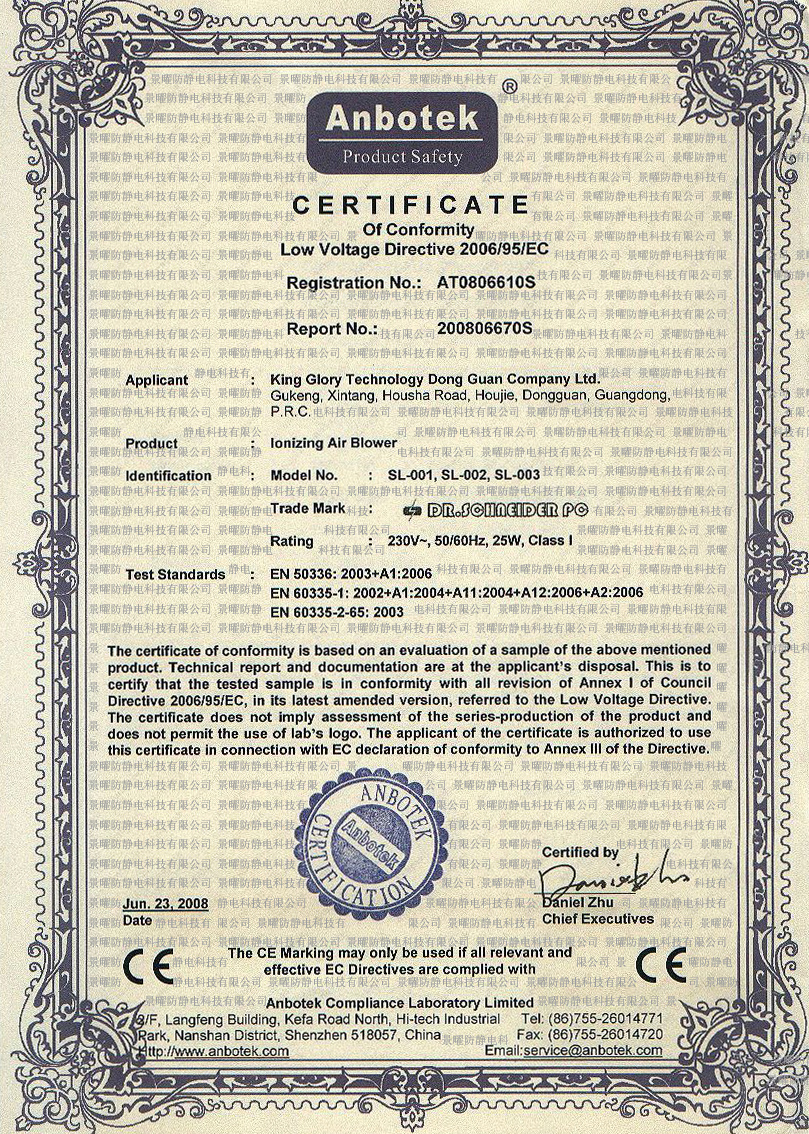 ®
Anbotek
Product Safety
CERTIFICATE
Of Conformity
Low Voltage Directive 2006/95/EC
Registration No.: AT0806610S
Report No.: 200806670S
Applicant : King Glory Technology Dong Guan Company Ltd.
Gukeng, Xintang, Housha Road, Houjie, Dongguan, Guangdong,
P.R.C.
Product : Ionizing Air Blower
Identification : Model No. : SL-001, SL-002, SL-003
Trade Mark : DR.SCHNEIDER PC
Rating : 230V~, 50/60Hz, 25W, Class I
Test Standards : EN 50336: 2003+A1:2006
EN 60335-1: 2002+A1:2004+A11:2004+A12:2006+A2:2006
EN 60335-2-65: 2003
The certificate of conformity is based on an evaluation of a sample of the above mentioned
product. Technical report and documentation are at the applicant's disposal. This is to
certify that the tested sample is in conformity with all revision of Annex I of Council
Directive 2006/95/EC, in its latest amended version, referred to the Low Voltage Directive.
The certificate does not imply assessment of the series-production of the product and
does not permit the use of lab's logo. The applicant of the certificate is authorized to use
this certificate in connection with EC declaration of conformity to Annex III of the Directive.
ANBOTEK
Anbotek
CERTIFICATION
Certified by
Daniel Zhu
Chief Executives
Jun. 23, 2008
Date
CE
The CE Marking may only be used if all relevant and
effective EC Directives are complied with
CE
Anbotek Compliance Laboratory Limited
3/F, Langfeng Building, Kefa Road North, Hi-tech Industrial Tel: (86)755-26014771
Park, Nanshan District, Shenzhen 518057, China Fax: (86)755-26014720
Http://www.anbotek.com Email:service@anbotek.com
景曜防静电科技有限公司